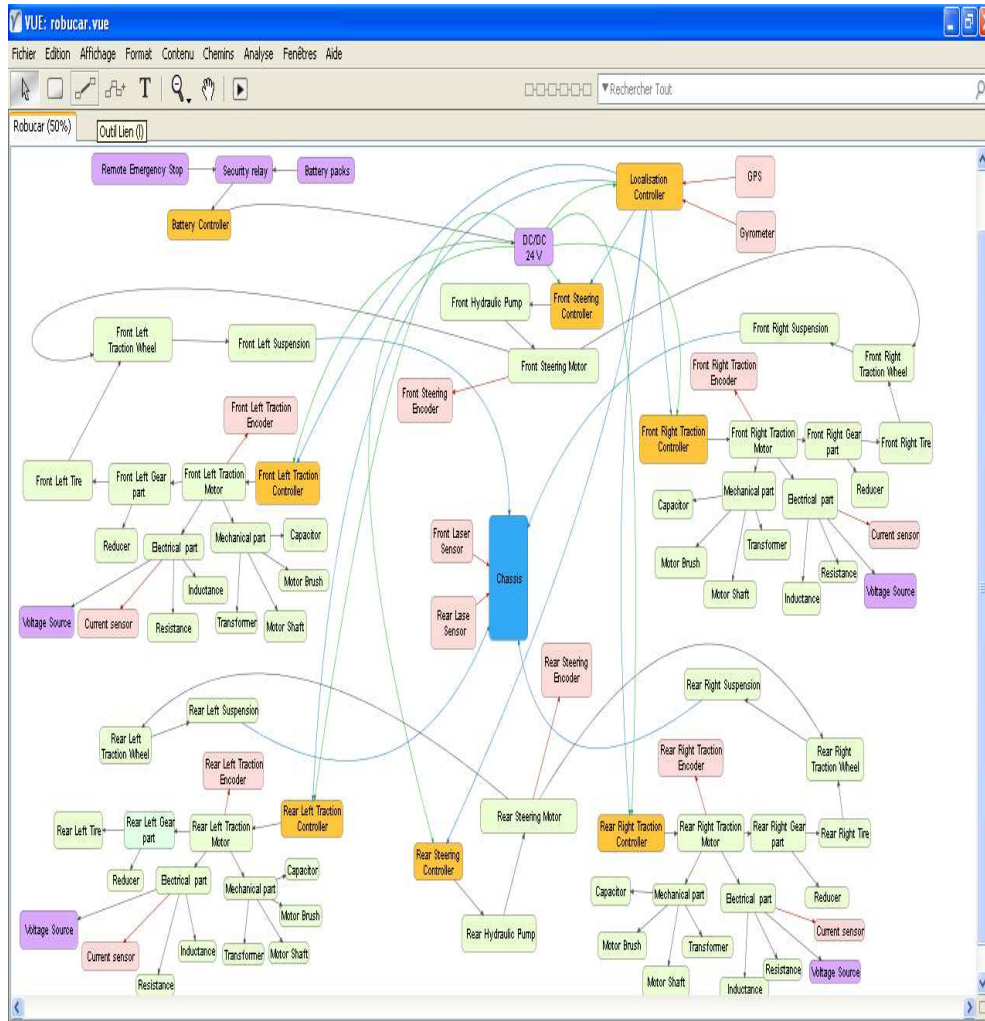 VUE: robucar.vue
Fichier Edition Affichage Format Contenu Chemins Analyse Fenêtres Aide
T
Rechercher Tout
Robucar (50%)
Outil Lien (l)
Remote Emergency Stop
Security relay
Battery packs
Localisation
Controller
GPS
Battery Controller
Gyrometer
DC/DC
24 V
Front Hydraulic Pump
Front Steering
Controller
Front Left
Traction Wheel
Front Left Suspension
Front Right Suspension
Front Steering Motor
Front Right
Traction Wheel
Front Right Traction
Encoder
Front Steering
Encoder
Front Left Traction
Encoder
Front Right Traction
Controller
Front Right Traction
Motor
Front Right Gear
part
Front Right Tire
Front Left Tire
Front Left Gear
part
Front Left Traction
Motor
Front Left Traction
Controller
Reducer
Electrical part
Mechanical part
Capacitor
Capacitor
Mechanical part
Electrical part
Reducer
Front Laser
Sensor
Transformer
Current sensor
Motor Brush
Inductance
Chassis
Motor Brush
Resistance
Voltage Source
Current sensor
Resistance
Transformer
Motor Shaft
Rear Lase
Sensor
Motor Shaft
Inductance
Voltage Source
Rear Steering
Encoder
Rear Right Suspension
Rear Left Suspension
Rear Left
Traction Wheel
Rear Right
Traction Wheel
Rear Left Traction
Encoder
Rear Right Traction
Encoder
Rear Left Tire
Rear Left Gear
part
Rear Left Traction
Motor
Rear Left Traction
Controller
Rear Steering Motor
Rear Right Traction
Controller
Rear Right Traction
Motor
Rear Right Gear
part
Rear Right Tire
Rear Steering
Controller
Reducer
Electrical part
Mechanical part
Capacitor
Capacitor
Mechanical part
Electrical part
Reducer
Motor Brush
Voltage Source
Rear Hydraulic Pump
Current sensor
Current sensor
Inductance
Transformer
Motor Shaft
Motor Brush
Transformer
Resistance
Voltage Source
Resistance
Motor Shaft
Inductance